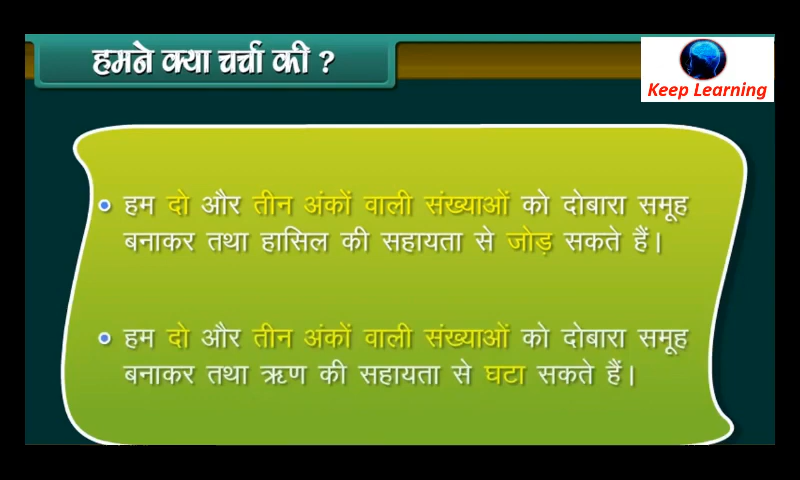 हमने क्या चर्चा की ?
Keep Learning
हम दो और तीन अंकों वाली संख्याओं को दोबारा समूह
बनाकर तथा हासिल की सहायता से जोड़ सकते हैं।
हम दो और तीन अंकों वाली संख्याओं को दोबारा समूह
बनाकर तथा ऋण की सहायता से घटा सकते हैं।